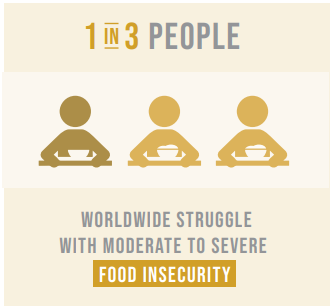 1 IN 3 PEOPLE
WORLDWIDE STRUGGLE
WITH MODERATE TO SEVERE
FOOD INSECURITY